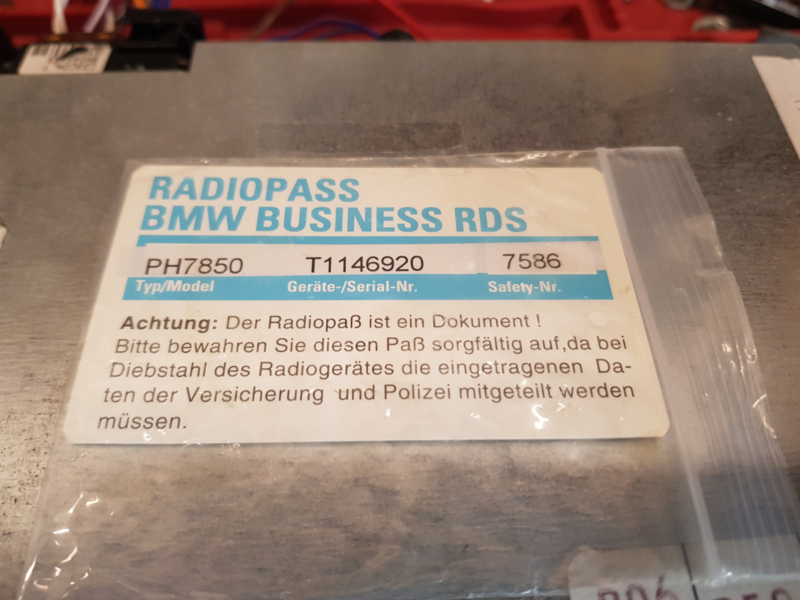 RADIOPASS
BMW BUSINESS RDS
PH7850 T1146920 7586
Typ/Model Geräte-/Serial-Nr. Safety-Nr.
Achtung: Der Radiopaß ist ein Dokument !
Bitte bewahren Sie diesen Paß sorgfältig auf,da bei
Diebstahl des Radiogerätes die eingetragenen Da-
ten der Versicherung und Polizei mitgeteilt werden
müssen.